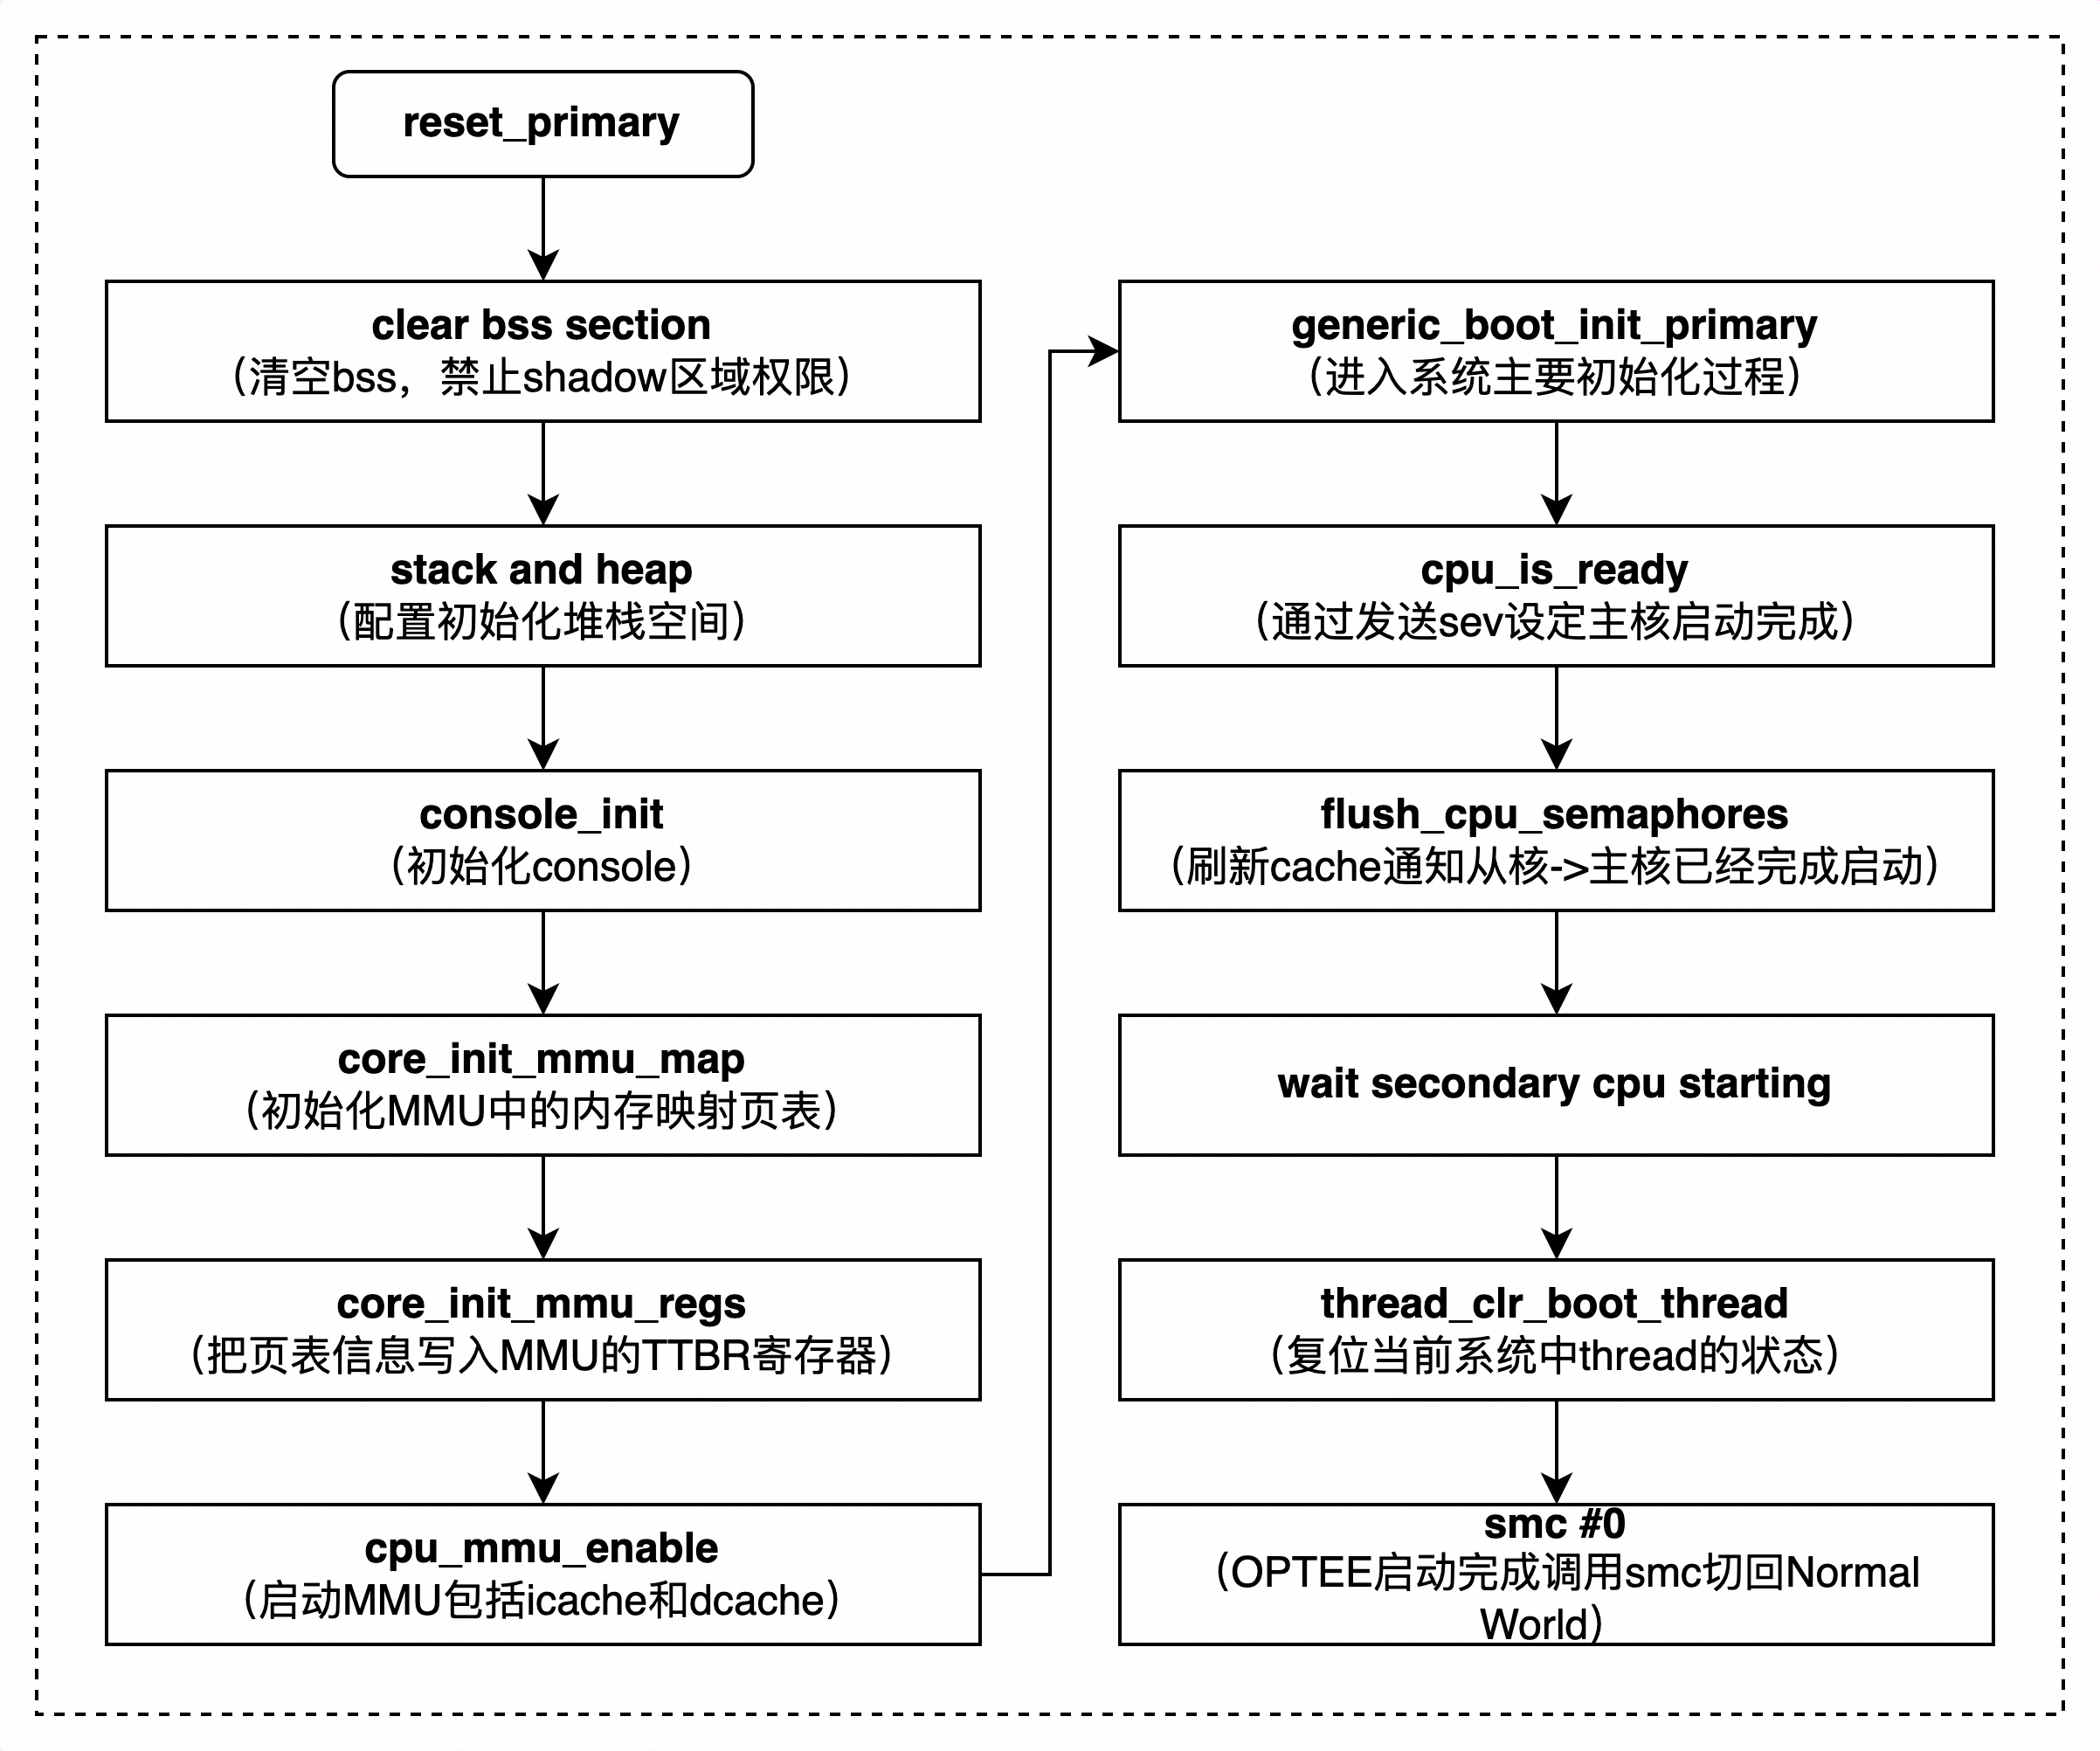 reset_primary
clear bss section
（清空bss，禁止shadow区域权限）
stack and heap
（配置初始化堆栈空间）
console_init
（初始化console）
core_init_mmu_map
（初始化MMU中的内存映射页表）
core_init_mmu_regs
（把页表信息写入MMU的TTBR寄存器）
cpu_mmu_enable
（启动MMU包括icache和dcache）
generic_boot_init_primary
（进入系统主要初始化过程）
cpu_is_ready
（通过发送sev设定主核启动完成）
flush_cpu_semaphores
（刷新cache通知从核->主核已经完成启动）
wait secondary cpu starting
thread_clr_boot_thread
（复位当前系统中thread的状态）
smc #0
（OPTEE启动完成调用smc切回Normal
World）